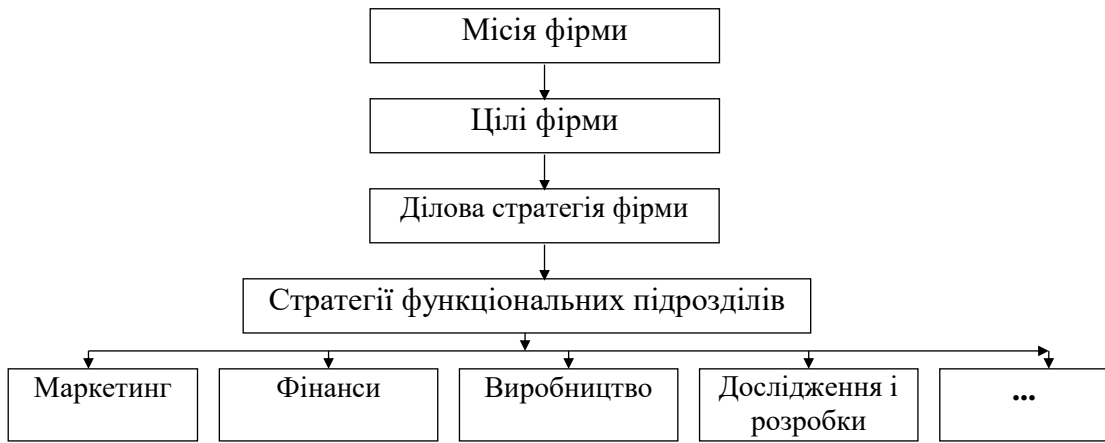 Місія фірми
Цілі фірми
Ділова стратегія фірми
Стратегії функціональних підрозділів
Маркетинг
Фінанси
Виробництво
Дослідження і
розробки
...